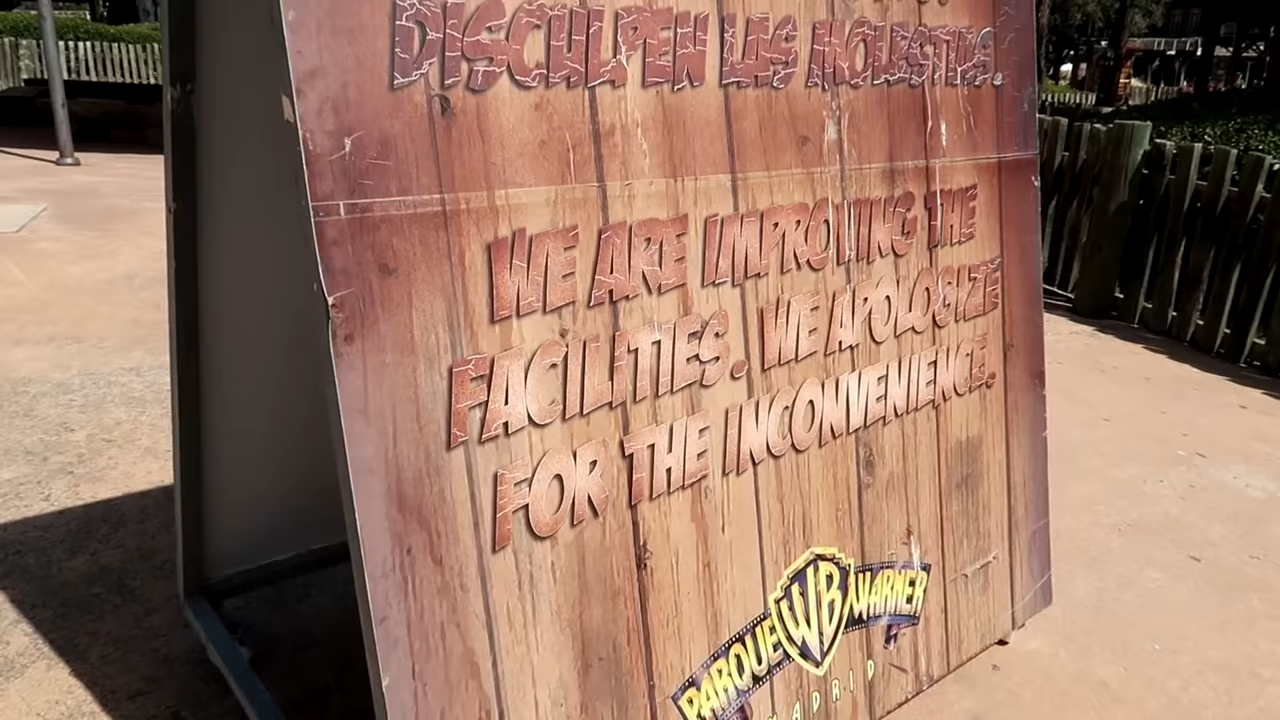 DISCULPEN LAS MOLESTIAS.
WE ARE IMPROVING THE
FACILITIES. WE APOLOGIZE
FOR THE INCONVENIENCE.
PARQUE WB WARNER
MADRID